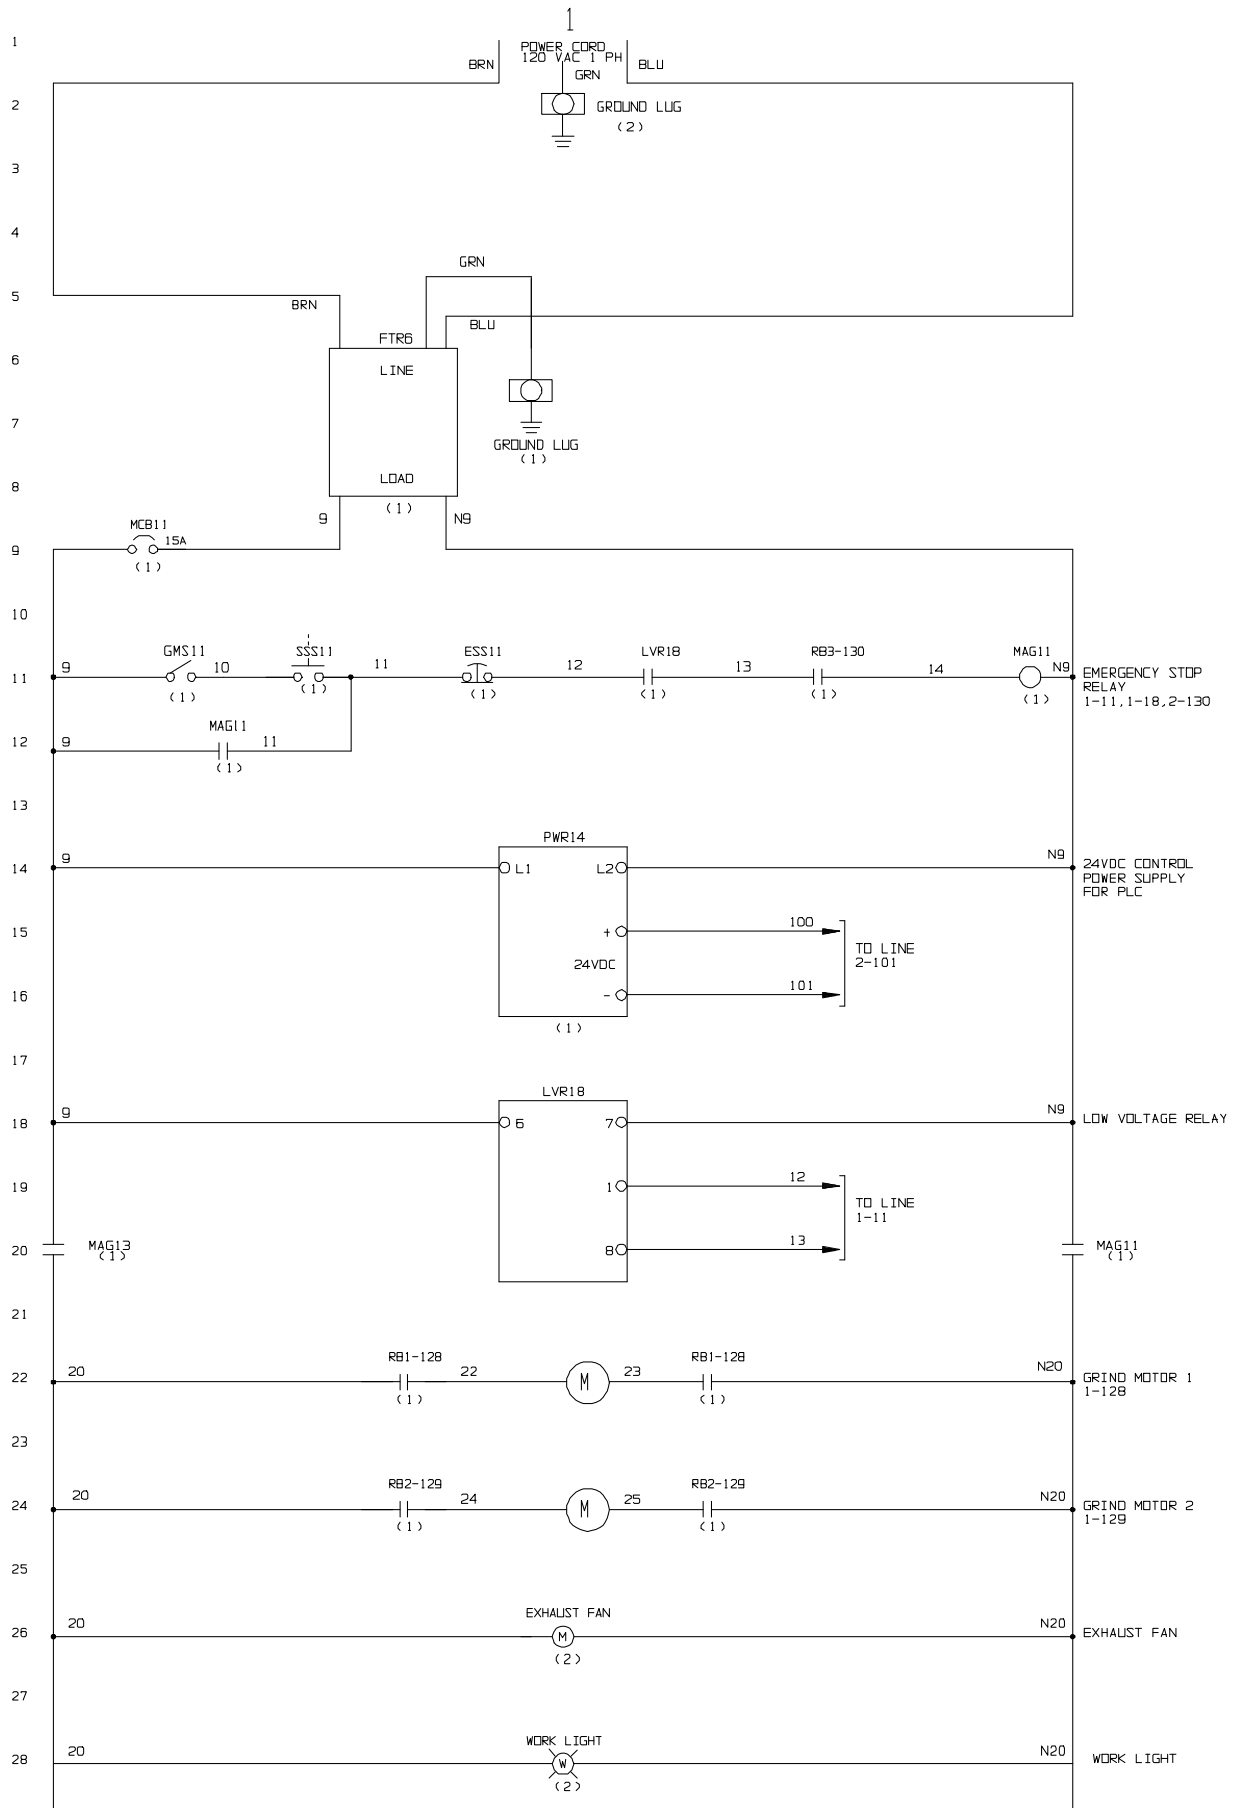 1
1
POWER CORD
120 VAC 1 PH
BRN
BLU
GRN
2
GROUND LUG
(2)
3
4
GRN
5
BRN
BLU
FTR6
6
LINE
7
GROUND LUG
(1)
8
LOAD
(1)
9
N9
MCB11
15A
9
(1)
10
GMS11
SSS11
ESS11
LVR18
RB3-130
MAG11
9
10
11
12
13
14
N9
11
EMERGENCY STOP
RELAY
1-11,1-18,2-130
(1)
(1)
(1)
(1)
(1)
(1)
MAG11
12
9
11
(1)
13
PWR14
9
N9
14
L1
L2
24VDC CONTROL
POWER SUPPLY
FOR PLC
15
+
100
TO LINE
2-101
24VDC
16
-
101
(1)
17
LVR18
9
N9
18
6
7
LOW VOLTAGE RELAY
19
1
12
TO LINE
1-11
20
MAG13
(1)
8
13
MAG11
(1)
21
RB1-128
RB1-128
20
22
23
N20
22
M
GRIND MOTOR 1
1-128
(1)
(1)
23
RB2-129
RB2-129
20
24
25
N20
24
M
GRIND MOTOR 2
1-129
(1)
(1)
25
EXHAUST FAN
20
N20
26
M
EXHAUST FAN
(2)
27
WORK LIGHT
20
N20
28
W
WORK LIGHT
(2)